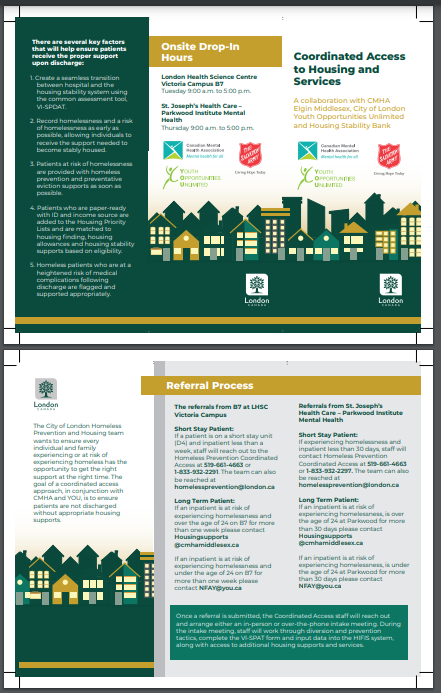 There are several key factors
that will help ensure patients
receive the proper support
upon discharge:
1. Create a seamless transition
between hospital and the
housing stability system using
the common assessment tool,
VI-SPDAT.
2. Record homelessness and a risk
of homelessness as early as
possible, allowing individuals to
receive the support needed to
become stably housed.
3. Patients at risk of homelessness
are provided with homeless
prevention and preventative
eviction supports as soon as
possible.
4. Patients who are paper-ready
with ID and income source are
added to the Housing Priority
Lists and are matched to
housing finding, housing
allowances and housing stability
supports based on eligibility.
5. Homeless patients who are at a
heightened risk of medical
complications following
discharge are flagged and
supported appropriately.
Onsite Drop-In
Hours
London Health Science Centre
Victoria Campus B7
Tuesday 9:00 a.m. to 5:00 p.m.
St. Joseph's Health Care –
Parkwood Institute Mental
Health
Thursday 9:00 a.m. to 5:00 p.m.
Canadian Mental
Health Association
Mental health for all
THE
SALVATION
ARMY
Giving Hope Today
YOUTH
OPPORTUNITIES
UNLIMITED
London
CANADA
Coordinated Access
to Housing and
Services
A collaboration with CMHA
Elgin Middlesex, City of London
Youth Opportunities Unlimited
and Housing Stability Bank
Canadian Mental
Health Association
Mental health for all
THE
SALVATION
ARMY
Giving Hope Today
YOUTH
OPPORTUNITIES
UNLIMITED
London
CANADA
London
CANADA
The City of London Homeless
Prevention and Housing team
wants to ensure every
individual and family
experiencing or at risk of
experiencing homeless has the
opportunity to get the right
support at the right time. The
goal of a coordinated access
approach, in conjunction with
CMHA and YOU, is to ensure
patients are not discharged
without appropriate housing
supports.
Referral Process
The referrals from B7 at LHSC
Victoria Campus
Short Stay Patient:
If a patient is on a short stay unit
(D4) and inpatient less than a
week, staff will reach out to the
Homeless Prevention Coordinated
Access at 519-661-4663 or
1-833-932-2291. The team can also
be reached at
homelessprevention@london.ca
Long Term Patient:
If an inpatient is at risk of
experiencing homelessness and
over the age of 24 on B7 for more
than one week please contact
Housingsupports
@cmhamiddlesex.ca
If an inpatient is at risk of
experiencing homelessness and
under the age of 24 on B7 for
more than one week please
contact NFAY@you.ca
Referrals from St. Joseph's
Health Care – Parkwood Institute
Mental Health
Short Stay Patient:
If experiencing homelessness and
inpatient less than 30 days, staff will
contact Homeless Prevention
Coordinated Access at 519-661-4663
or 1-833-932-2297. The team can also
be reached at
homelessprevention@london.ca
Long Term Patient:
If an inpatient is at risk of
experiencing homelessness, is over
the age of 24 at Parkwood for more
than 30 days please contact
Housingsupports
@cmhamiddlesex.ca
If an inpatient is at risk of
experiencing homelessness, is under
the age of 24 at Parkwood for more
than 30 days please contact
NFAY@you.ca
Once a referral is submitted, the Coordinated Access staff will reach out
and arrange either an in-person or over-the-phone intake meeting. During
the intake meeting, staff will work through diversion and prevention
tactics, complete the VI-SPAT form and input data into the HIFIS system,
along with access to additional housing supports and services.